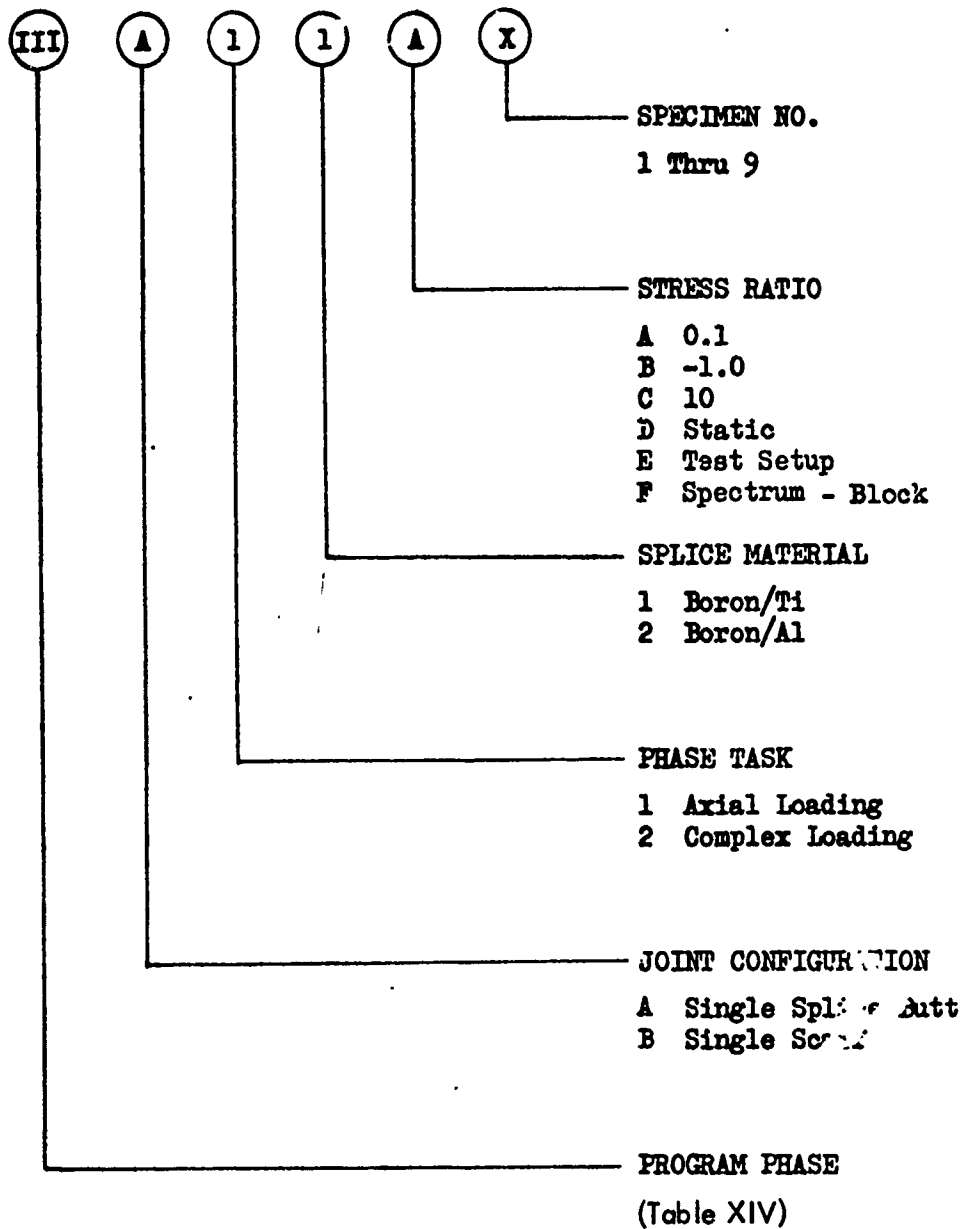 III A 1 1 A X
SPECIMEN NO.
1 Thru 9
STRESS RATIO
A 0.1
B -1.0
C 10
D Static
E Test Setup
F Spectrum - Block
SPLICE MATERIAL
1 Boron/Ti
2 Boron/Al
PHASE TASK
1 Axial Loading
2 Complex Loading
JOINT
A Single
B Single
PROGRAM PHASE
(Table XIV)